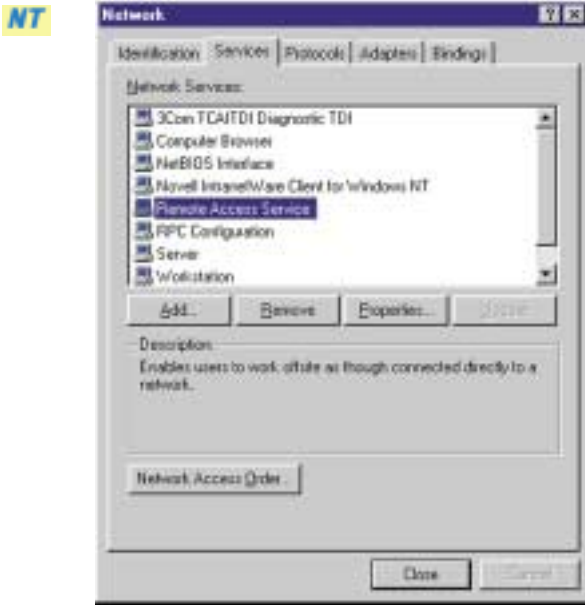 NT
Network
Identification Services Protocols Adapters Bindings
Network Services:
3Com TCAITDI Diagnostic TDI
Computer Browser
NetBIOS Interface
Novell IntranetWare Client for Windows NT
Remote Access Service
RPC Configuration
Server
Workstation
Add... Remove Properties...
Description:
Enables users to work offsite as though connected directly to a
network.
Network Access Order...
Close Cancel